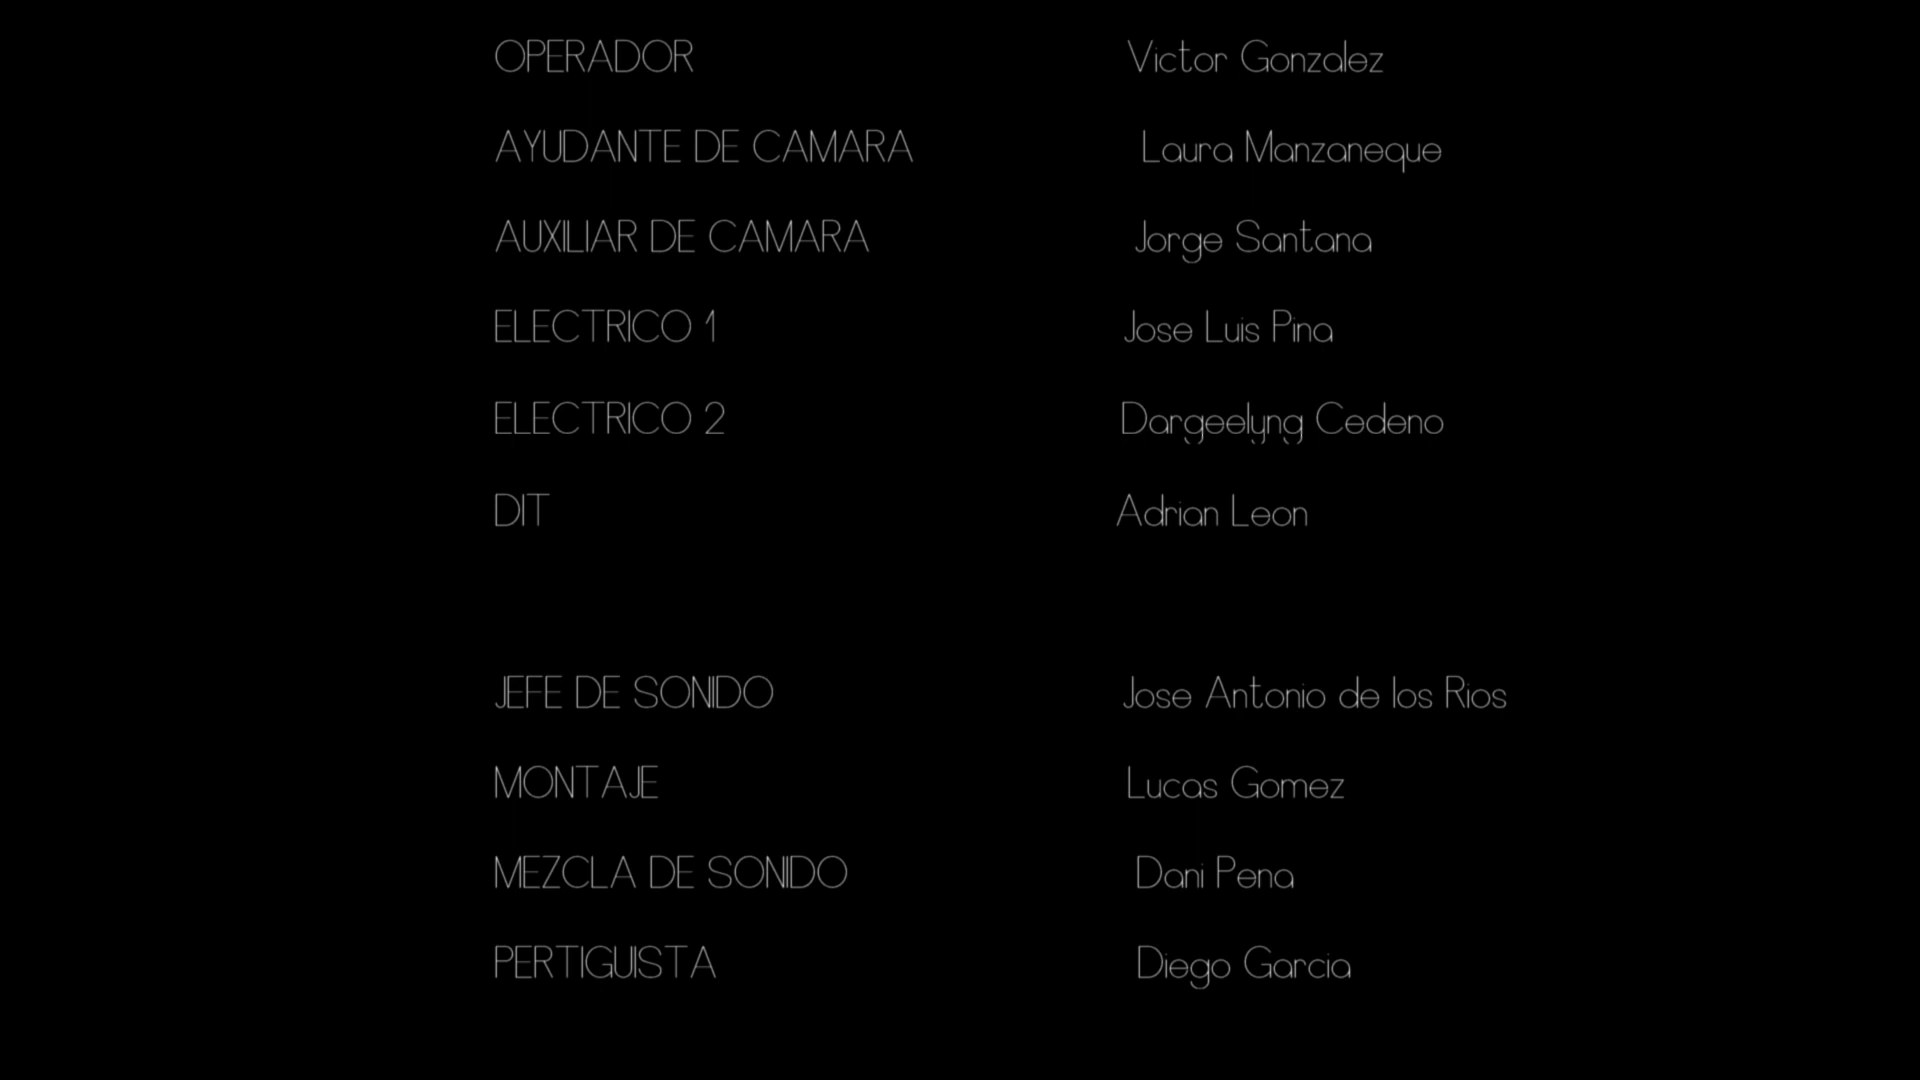 OPERADOR Victor Gonzalez
AYUDANTE DE CAMARA Laura Manzaneque
AUXILIAR DE CAMARA Jorge Santana
ELECTRICO 1 Jose Luis Pina
ELECTRICO 2 Dargeelyng Cedeno
DIT Adrian Leon
JEFE DE SONIDO Jose Antonio de los Rios
MONTAJE Lucas Gomez
MEZCLA DE SONIDO Dani Pena
PERTIGUISTA Diego Garcia